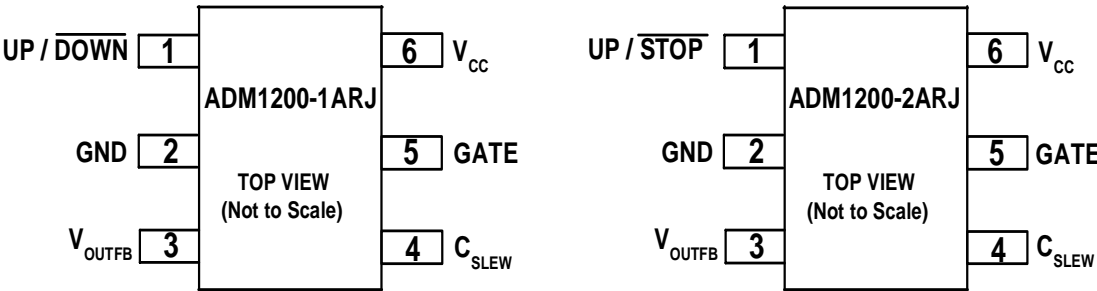 UP / DOWN 1 6 VCC
ADM1200-1ARJ
GND 2 5 GATE
TOP VIEW
(Not to Scale)
VOUTFB 3 4 CSLEW
UP / STOP 1 6 VCC
ADM1200-2ARJ
GND 2 5 GATE
TOP VIEW
(Not to Scale)
VOUTFB 3 4 CSLEW